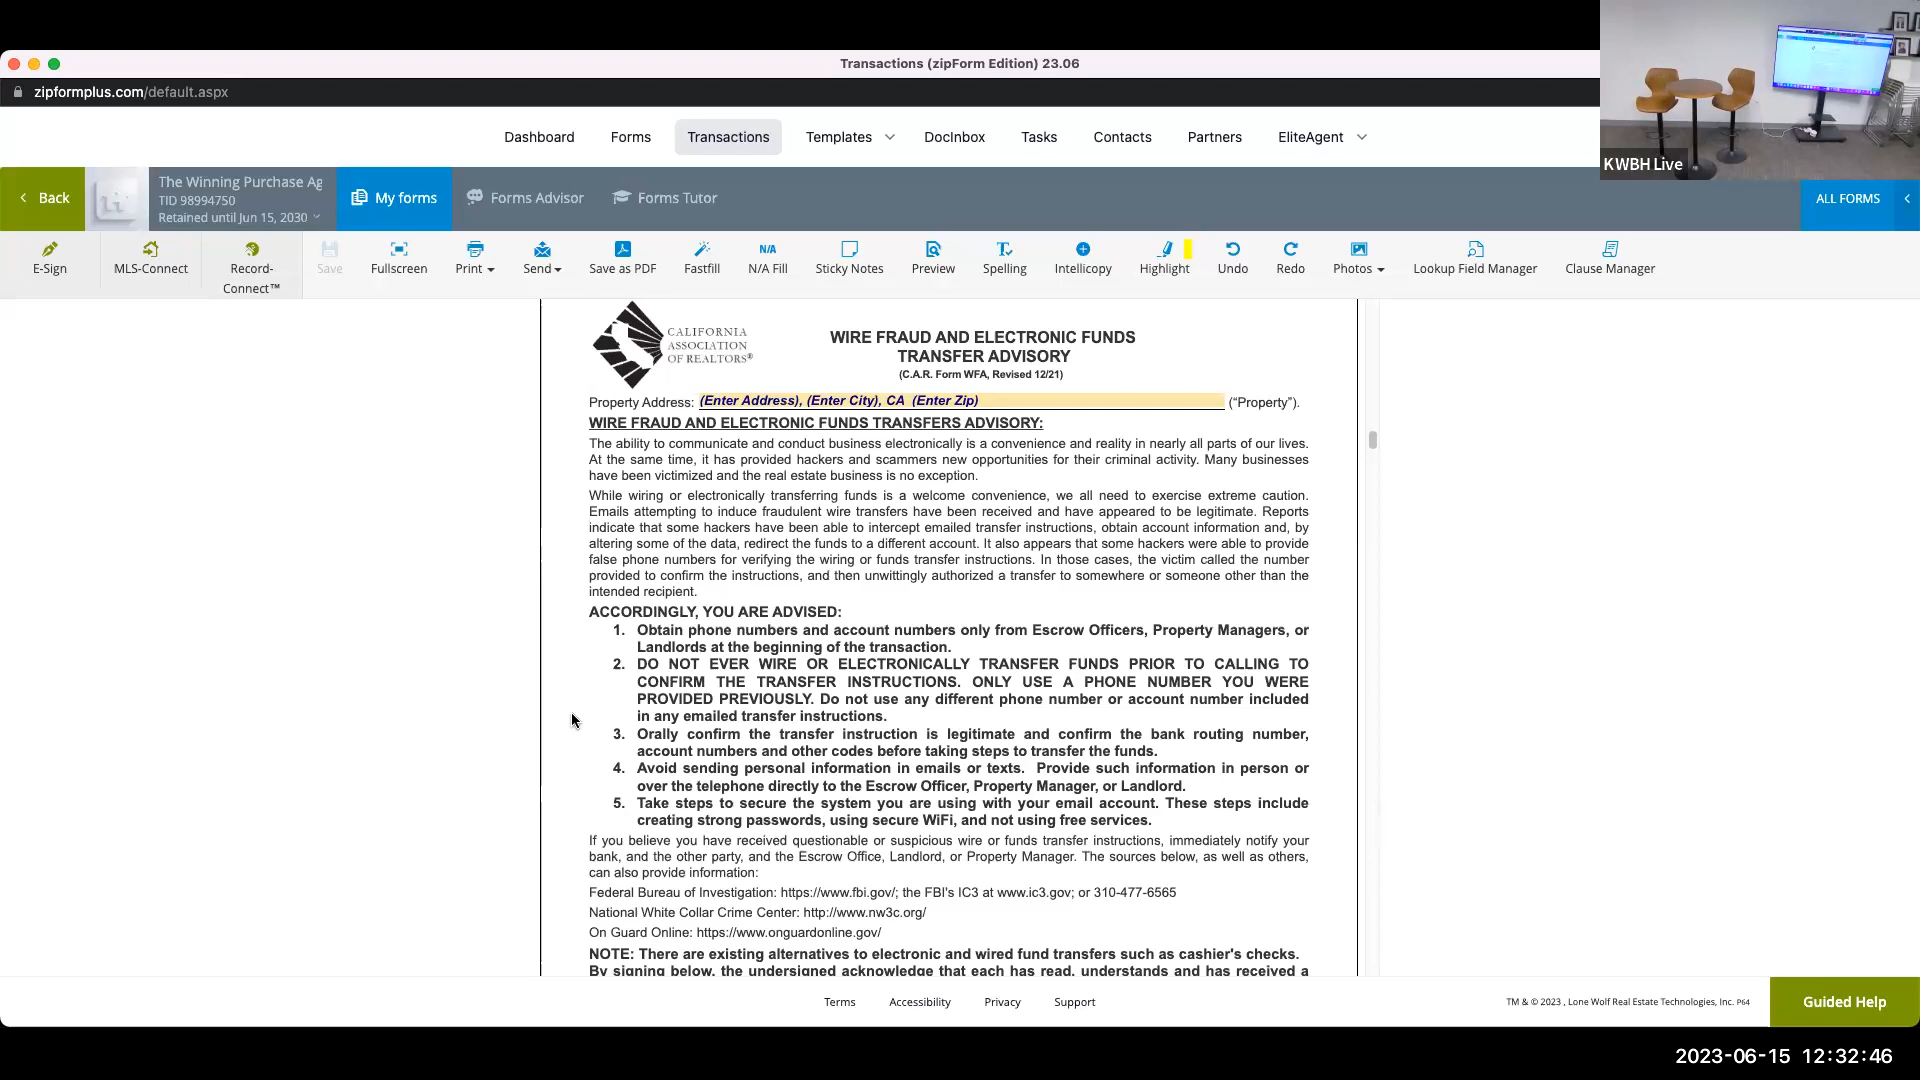 Transactions (zipForm Edition) 23.06
zipformplus.com/default.aspx
KWBH Live
Dashboard Forms Transactions Templates DocInbox Tasks Contacts Partners EliteAgent
Back
The Winning Purchase Ag
TID 98994750
Retained until Jun 15, 2030
My forms Forms Advisor Forms Tutor
ALL FORMS
E-Sign MLS-Connect Record-Connect™ Save Fullscreen Print Send Save as PDF Fastfill N/A N/A Fill Sticky Notes Preview Spelling Intellicopy Highlight Undo Redo Photos Lookup Field Manager Clause Manager
CALIFORNIA
ASSOCIATION
OF REALTORS®
WIRE FRAUD AND ELECTRONIC FUNDS
TRANSFER ADVISORY
(C.A.R. Form WFA, Revised 12/21)
Property Address: (Enter Address), (Enter City), CA (Enter Zip) (“Property”).
WIRE FRAUD AND ELECTRONIC FUNDS TRANSFERS ADVISORY:
The ability to communicate and conduct business electronically is a convenience and reality in nearly all parts of our lives.
At the same time, it has provided hackers and scammers new opportunities for their criminal activity. Many businesses
have been victimized and the real estate business is no exception.
While wiring or electronically transferring funds is a welcome convenience, we all need to exercise extreme caution.
Emails attempting to induce fraudulent wire transfers have been received and have appeared to be legitimate. Reports
indicate that some hackers have been able to intercept emailed transfer instructions, obtain account information and, by
altering some of the data, redirect the funds to a different account. It also appears that some hackers were able to provide
false phone numbers for verifying the wiring or funds transfer instructions. In those cases, the victim called the number
provided to confirm the instructions, and then unwittingly authorized a transfer to somewhere or someone other than the
intended recipient.
ACCORDINGLY, YOU ARE ADVISED:
1. Obtain phone numbers and account numbers only from Escrow Officers, Property Managers, or
Landlords at the beginning of the transaction.
2. DO NOT EVER WIRE OR ELECTRONICALLY TRANSFER FUNDS PRIOR TO CALLING TO
CONFIRM THE TRANSFER INSTRUCTIONS. ONLY USE A PHONE NUMBER YOU WERE
PROVIDED PREVIOUSLY. Do not use any different phone number or account number included
in any emailed transfer instructions.
3. Orally confirm the transfer instruction is legitimate and confirm the bank routing number,
account numbers and other codes before taking steps to transfer the funds.
4. Avoid sending personal information in emails or texts. Provide such information in person or
over the telephone directly to the Escrow Officer, Property Manager, or Landlord.
5. Take steps to secure the system you are using with your email account. These steps include
creating strong passwords, using secure WiFi, and not using free services.
If you believe you have received questionable or suspicious wire or funds transfer instructions, immediately notify your
bank, and the other party, and the Escrow Office, Landlord, or Property Manager. The sources below, as well as others,
can also provide information:
Federal Bureau of Investigation: https://www.fbi.gov/; the FBI's IC3 at www.ic3.gov; or 310-477-6565
National White Collar Crime Center: http://www.nw3c.org/
On Guard Online: https://www.onguardonline.gov/
NOTE: There are existing alternatives to electronic and wired fund transfers such as cashier's checks.
By signing below, the undersigned acknowledge that each has read, understands and has received a
Terms Accessibility Privacy Support
TM & © 2023 , Lone Wolf Real Estate Technologies, Inc. P64
Guided Help
2023-06-15 12:32:46